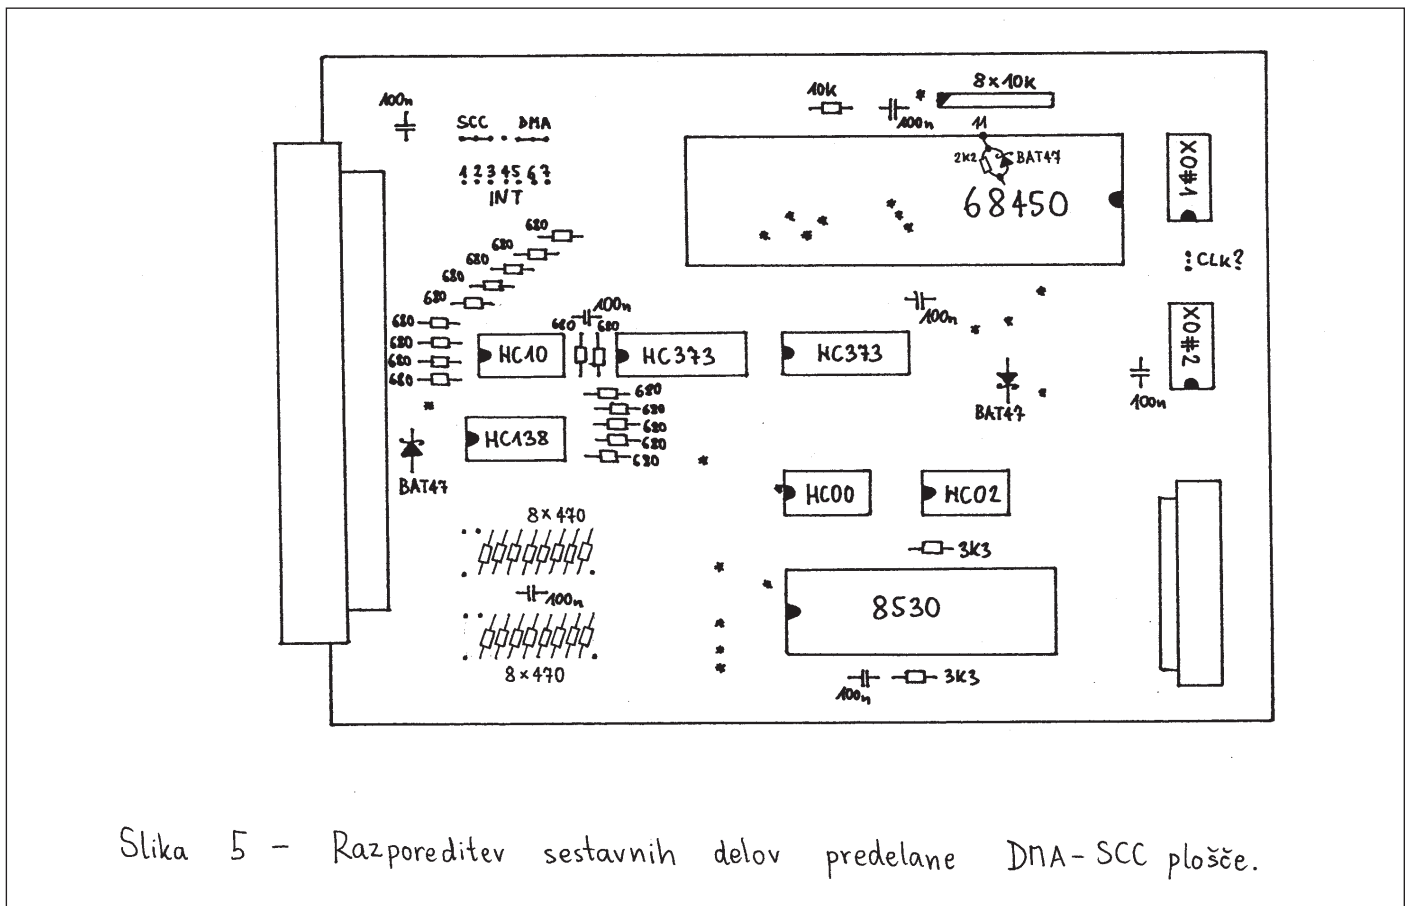 10K
8×10K
100n
100n
SCC DMA
11
2K2
BAT47
XO#1
1 2 3 4 5 6 7
INT
68450
680
680
680
680
680
CLK?
100n
100n
680
680
680
XO#2
680
680
680
HC10
HC373
HC373
680
BAT47
100n
680
680
680
680
HC138
BAT47
HC00
HC02
8×470
3K3
100n
8530
8×470
100n
3K3
Slika 5 - Razporeditev sestavnih delov predelane DMA-SCC plošče.